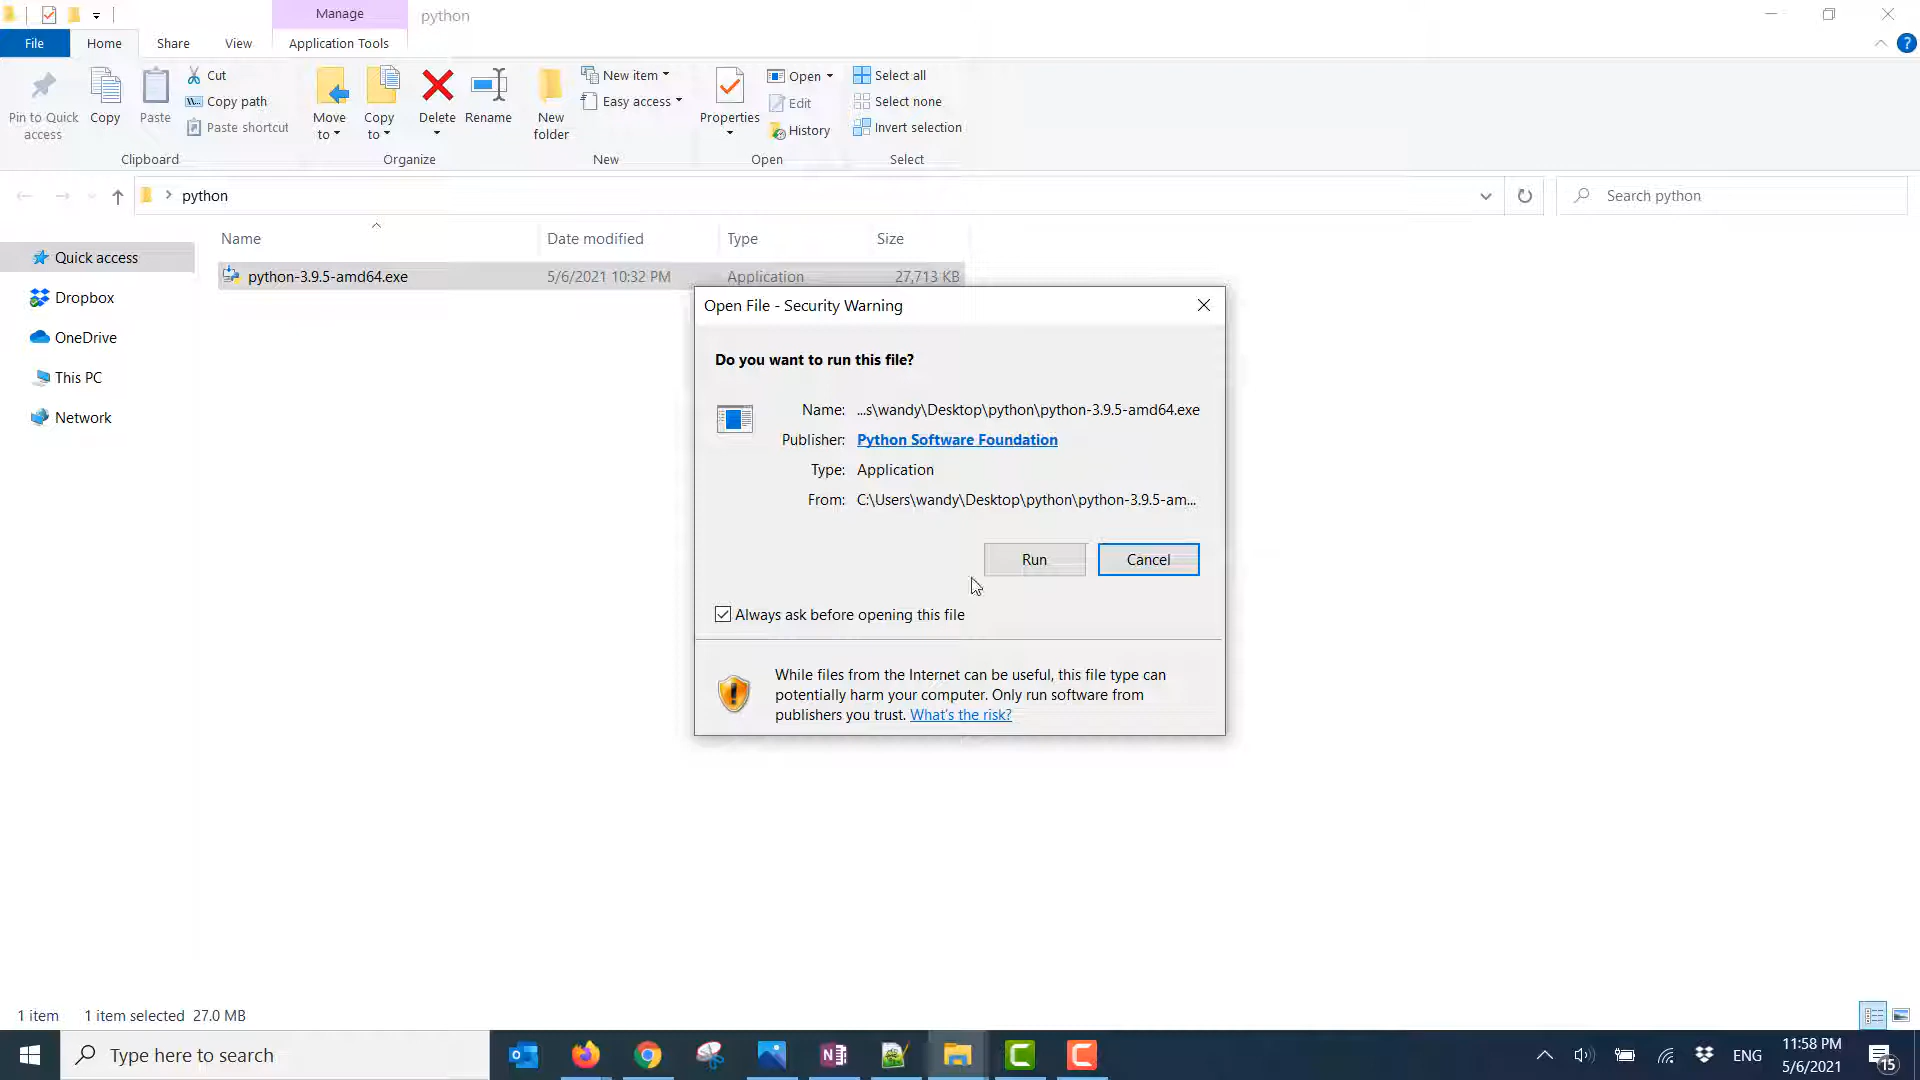 Manage
python
File
Home
Share
View
Application Tools
Pin to Quick access
Copy
Paste
Cut
Copy path
Paste shortcut
Clipboard
Move to
Copy to
Delete
Rename
Organize
New folder
New item
Easy access
New
Properties
Open
Edit
History
Open
Select all
Select none
Invert selection
Select
python
Search python
Name
Date modified
Type
Size
Quick access
Dropbox
OneDrive
This PC
Network
python-3.9.5-amd64.exe
5/6/2021 10:32 PM
Application
27,713 KB
Open File - Security Warning
Do you want to run this file?
Name: ...s\wandy\Desktop\python\python-3.9.5-amd64.exe
Publisher: Python Software Foundation
Type: Application
From: C:\Users\wandy\Desktop\python\python-3.9.5-am...
Run
Cancel
Always ask before opening this file
While files from the Internet can be useful, this file type can
potentially harm your computer. Only run software from
publishers you trust. What's the risk?
1 item
1 item selected 27.0 MB
Type here to search
ENG
11:58 PM
5/6/2021
15